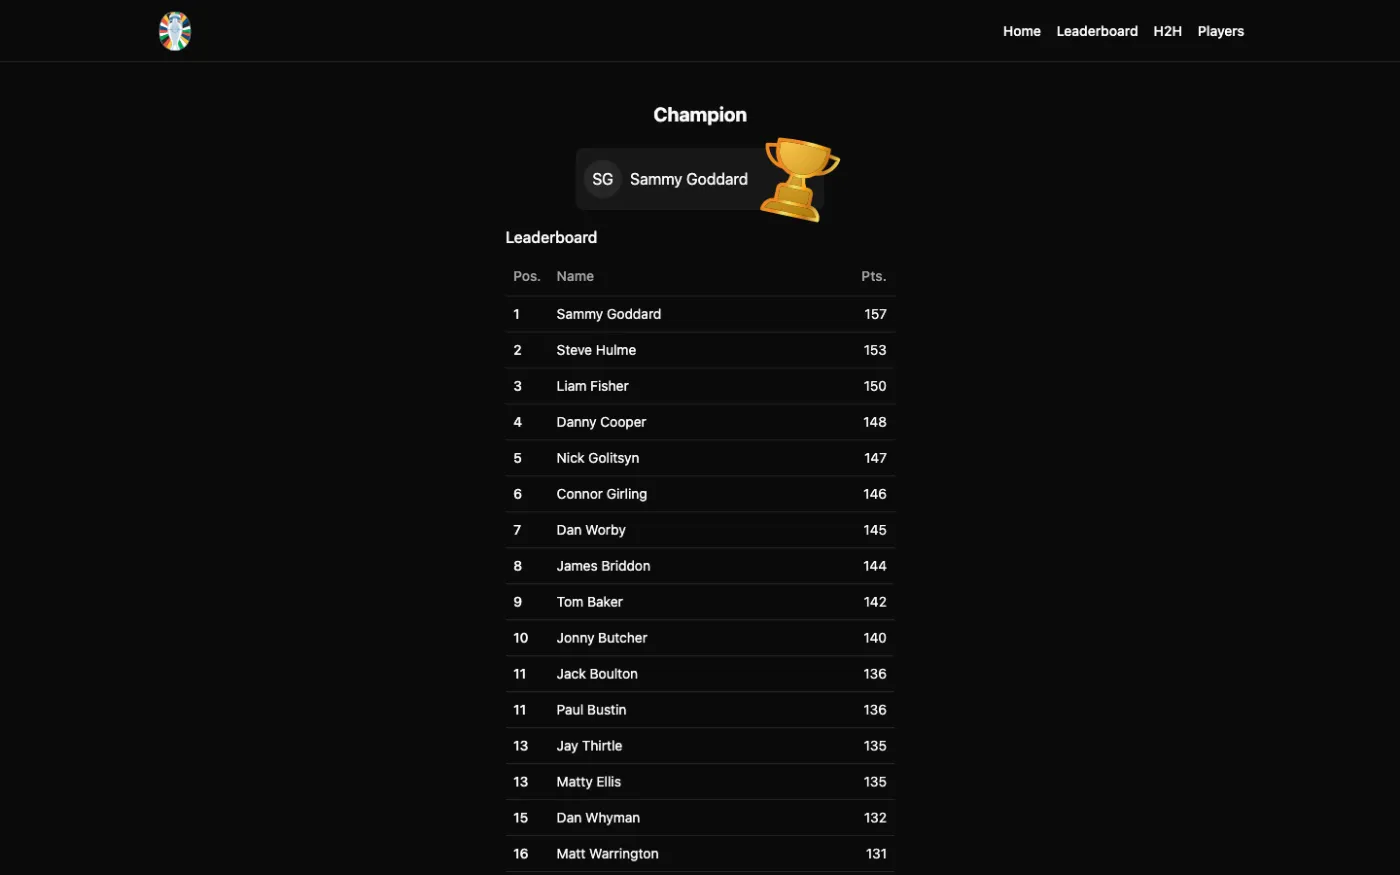 Home Leaderboard H2H Players
Champion
SG Sammy Goddard
Leaderboard
Pos. Name Pts.
1 Sammy Goddard 157
2 Steve Hulme 153
3 Liam Fisher 150
4 Danny Cooper 148
5 Nick Golitsyn 147
6 Connor Girling 146
7 Dan Worby 145
8 James Briddon 144
9 Tom Baker 142
10 Jonny Butcher 140
11 Jack Boulton 136
11 Paul Bustin 136
13 Jay Thirtle 135
13 Matty Ellis 135
15 Dan Whyman 132
16 Matt Warrington 131